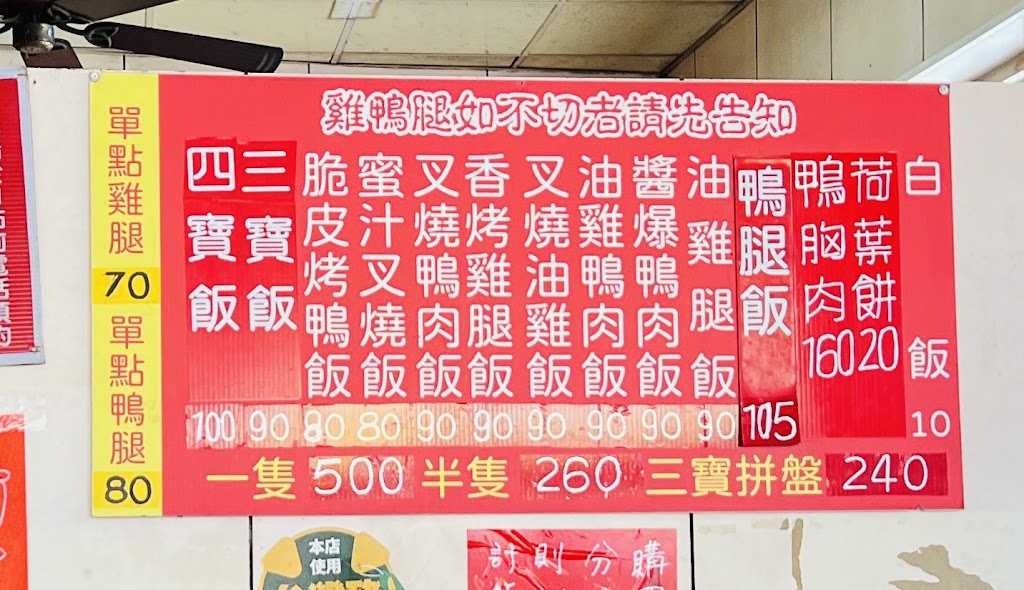 雞鴨腿如不切者請先告知
單點雞腿
70
單點鴨腿
80
四寶飯
100
三寶飯
90
脆皮烤鴨飯
80
蜜汁叉燒飯
80
叉燒鴨肉飯
90
香烤雞腿飯
90
叉燒油雞飯
90
油雞鴨肉飯
90
醬爆鴨肉飯
90
油雞腿飯
90
鴨腿飯
105
鴨胸肉
160
荷葉餅
20
白飯
10
一隻 500 半隻 260 三寶拼盤 240
本店
使用
計則分購